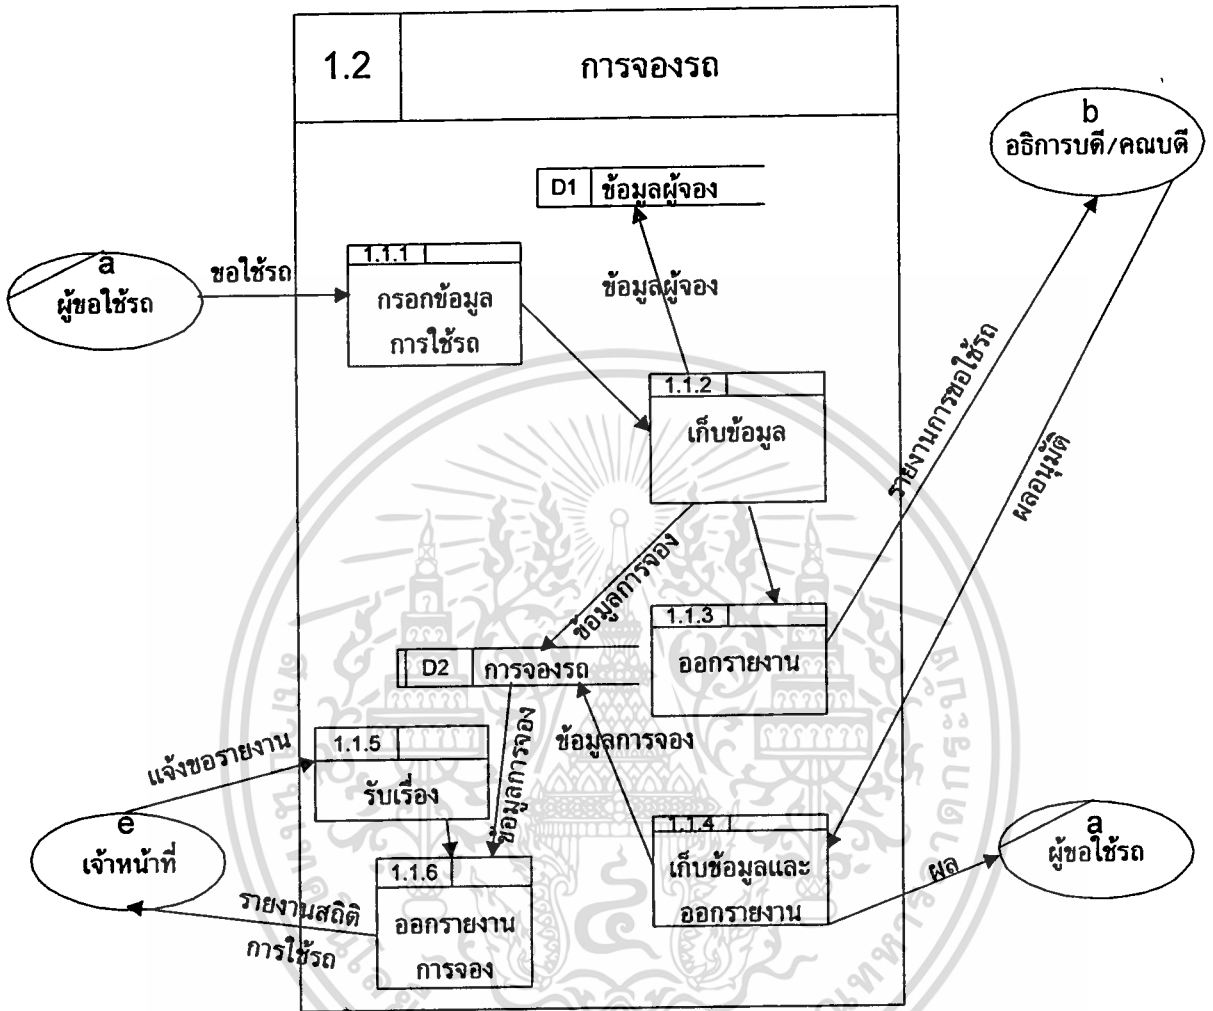 1.2
การจองรถ
b
อธิการบดี/คณบดี
D1
ข้อมูลผู้จอง
1.1.1
กรอกข้อมูล
การใช้รถ
a
ผู้ขอใช้รถ
ขอใช้รถ
ข้อมูลผู้จอง
1.1.2
เก็บข้อมูล
รายงานการขอใช้รถ
ผลอนุมัติ
ข้อมูลการจอง
1.1.3
ออกรายงาน
D2
การจองรถ
ข้อมูลการจอง
ข้อมูลการจอง
แจ้งขอรายงาน
1.1.5
รับเรื่อง
1.1.4
เก็บข้อมูลและ
ออกรายงาน
ผล
a
ผู้ขอใช้รถ
e
เจ้าหน้าที่
1.1.6
ออกรายงาน
การจอง
รายงานสถิติ
การใช้รถ